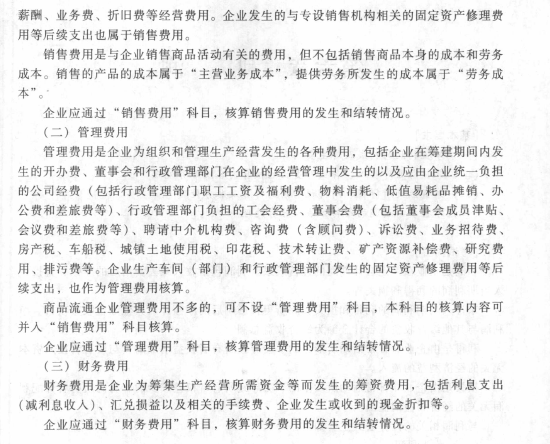 薪酬、业务费、折旧费等经营费用。企业发生的与专设销售机构相关的固定资产修理费
用等后续支出也属于销售费用。
销售费用是与企业销售商品活动有关的费用，但不包括销售商品本身的成本和劳务
成本。销售的产品的成本属于“主营业务成本”，提供劳务所发生的成本属于“劳务成
本”。
企业应通过“销售费用”科目，核算销售费用的发生和结转情况。
（二）管理费用
管理费用是企业为组织和管理生产经营发生的各种费用，包括企业在筹建期间内发
生的开办费、董事会和行政管理部门在企业的经营管理中发生的以及应由企业统一负担
的公司经费（包括行政管理部门职工工资及福利费、物料消耗、低值易耗品摊销、办
公费和差旅费等）、行政管理部门负担的工会经费、董事会费（包括董事会成员津贴、
会议费和差旅费等）、聘请中介机构费、咨询费（含顾问费）、诉讼费、业务招待费、
房产税、车船税、城镇土地使用税、印花税、技术转让费、矿产资源补偿费、研究费
用、排污费等。企业生产车间（部门）和行政管理部门发生的固定资产修理费用等后
续支出，也作为管理费用核算。
商品流通企业管理费用不多的，可不设“管理费用”科目，本科目的核算内容可
并入“销售费用”科目核算。
企业应通过“管理费用”科目，核算管理费用的发生和结转情况。
（三）财务费用
财务费用是企业为筹集生产经营所需资金等而发生的筹资费用，包括利息支出
（减利息收入）、汇兑损益以及相关的手续费、企业发生或收到的现金折扣等。
企业应通过“财务费用”科目，核算财务费用的发生和结转情况。